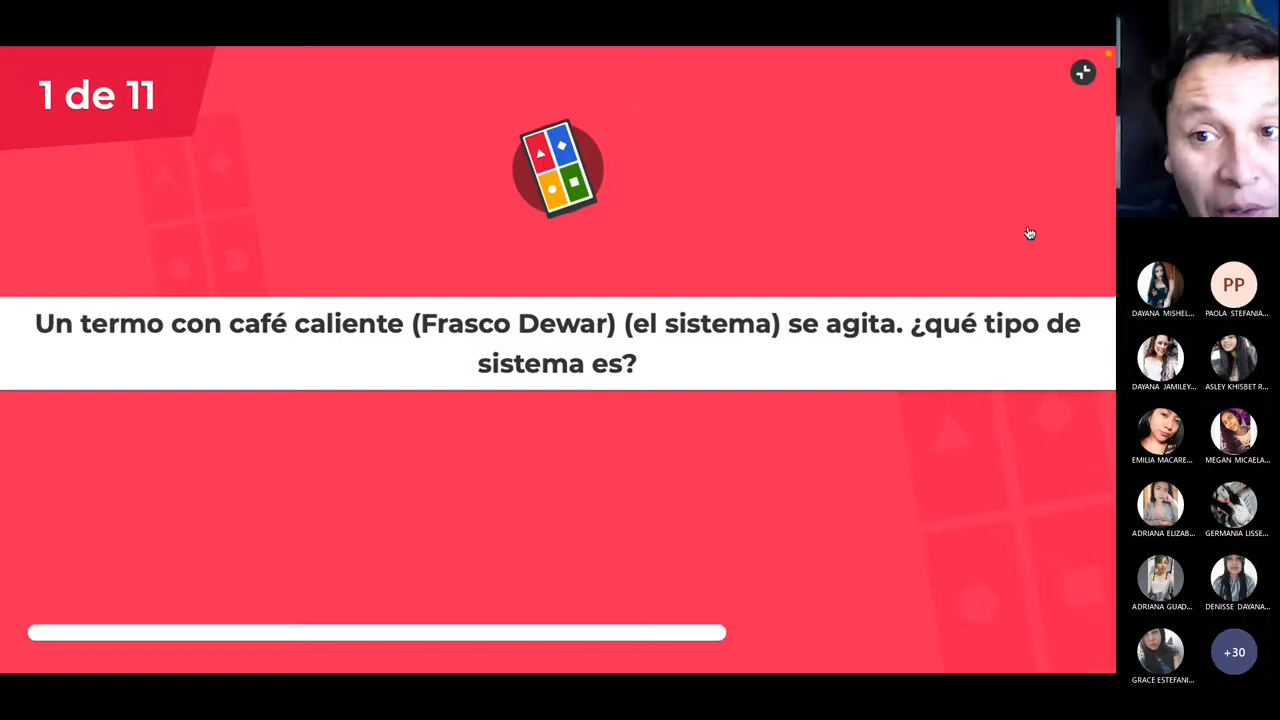 1 de 11
Un termo con café caliente (Frasco Dewar) (el sistema) se agita. ¿qué tipo de
sistema es?
DAYANA MISHEL...
PP
PAOLA STEFANIA...
DAYANA JAMILEY...
ASLEY KHISBET R...
EMILIA MACARE...
MEGAN MICAELA...
ADRIANA ELIZAB...
GERMANIA LISSE...
ADRIANA GUAD...
DENISSE DAYANA...
GRACE ESTEFANI...
+30